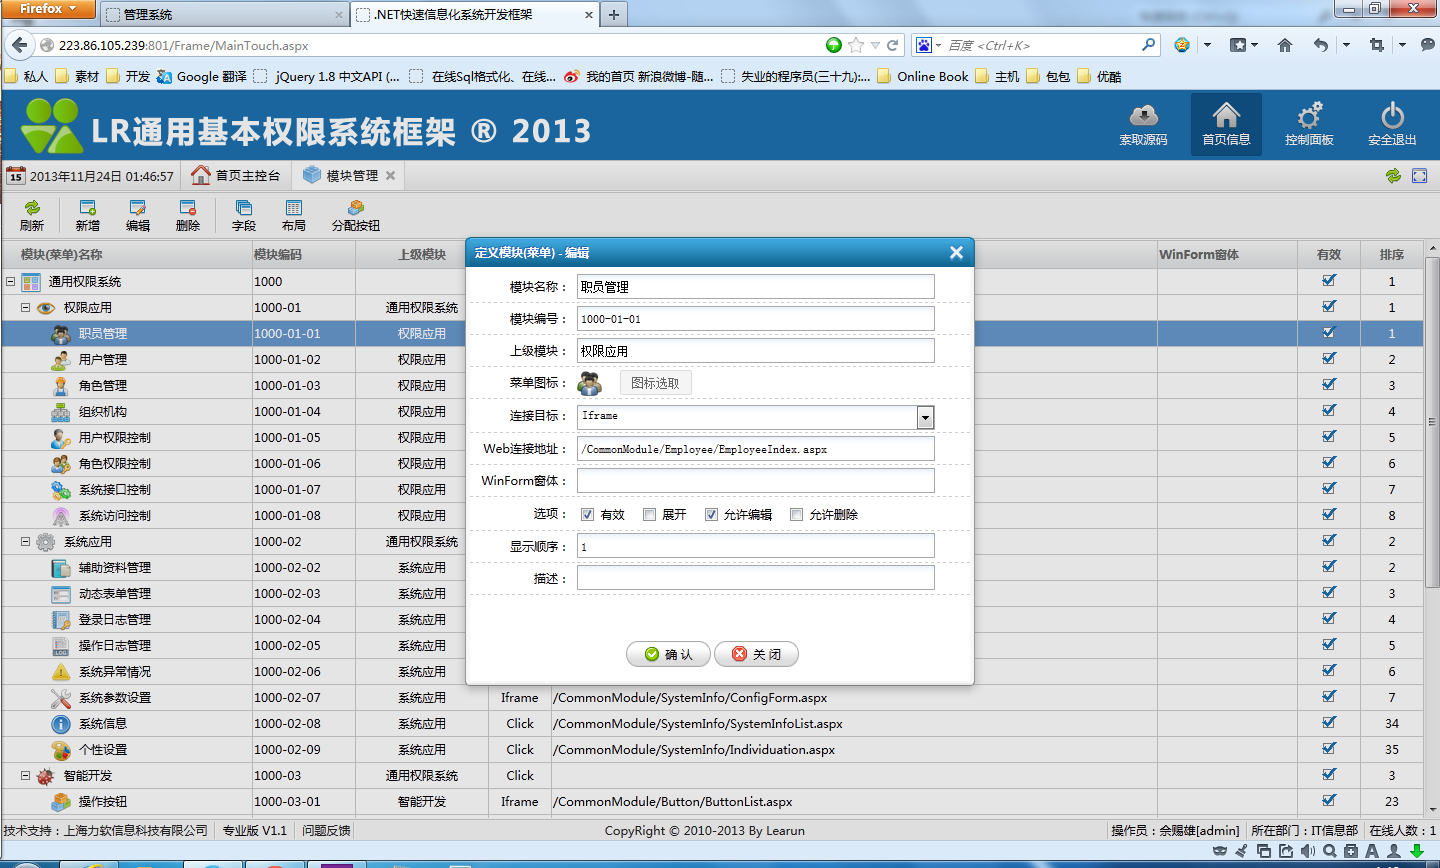 Firefox
管理系统
.NET快速信息化系统开发框架
223.86.105.239:801/Frame/MainTouch.aspx
百度 <Ctrl+K>
私人 素材 开发 Google 翻译 jQuery 1.8 中文API (... 在线Sql格式化、在线... 我的首页 新浪微博-随... 失业的程序员(三十九):... Online Book 主机 包包 优酷
LR通用基本权限系统框架 ® 2013
索取源码 首页信息 控制面板 安全退出
15 2013年11月24日 01:46:57 首页主控台 模块管理
刷新 新增 编辑 删除 字段 布局 分配按钮
模块(菜单)名称 模块编码 上级模块 WinForm窗体 有效 排序
通用权限系统 1000 1
权限应用 1000-01 通用权限系统 1
职员管理 1000-01-01 权限应用 1
用户管理 1000-01-02 权限应用 2
角色管理 1000-01-03 权限应用 3
组织机构 1000-01-04 权限应用 4
用户权限控制 1000-01-05 权限应用 5
角色权限控制 1000-01-06 权限应用 6
系统接口控制 1000-01-07 权限应用 7
系统访问控制 1000-01-08 权限应用 8
系统应用 1000-02 通用权限系统 2
辅助资料管理 1000-02-02 系统应用 2
动态表单管理 1000-02-03 系统应用 3
登录日志管理 1000-02-04 系统应用 4
操作日志管理 1000-02-05 系统应用 5
系统异常情况 1000-02-06 系统应用 6
系统参数设置 1000-02-07 系统应用 Iframe /CommonModule/SystemInfo/ConfigForm.aspx 7
系统信息 1000-02-08 系统应用 Click /CommonModule/SystemInfo/SystemInfoList.aspx 34
个性设置 1000-02-09 系统应用 Click /CommonModule/SystemInfo/Individuation.aspx 35
智能开发 1000-03 通用权限系统 Click 3
操作按钮 1000-03-01 智能开发 Iframe /CommonModule/Button/ButtonList.aspx 23
定义模块(菜单) - 编辑
模块名称： 职员管理
模块编号： 1000-01-01
上级模块： 权限应用
菜单图标： 图标选取
连接目标： Iframe
Web连接地址： /CommonModule/Employee/EmployeeIndex.aspx
WinForm窗体：
选项： 有效 展开 允许编辑 允许删除
显示顺序： 1
描述：
确 认 关 闭
技术支持：上海力软信息科技有限公司 专业版 V1.1 问题反馈 CopyRight © 2010-2013 By Learun 操作员：佘赐雄[admin] 所在部门：IT信息部 在线人数：1